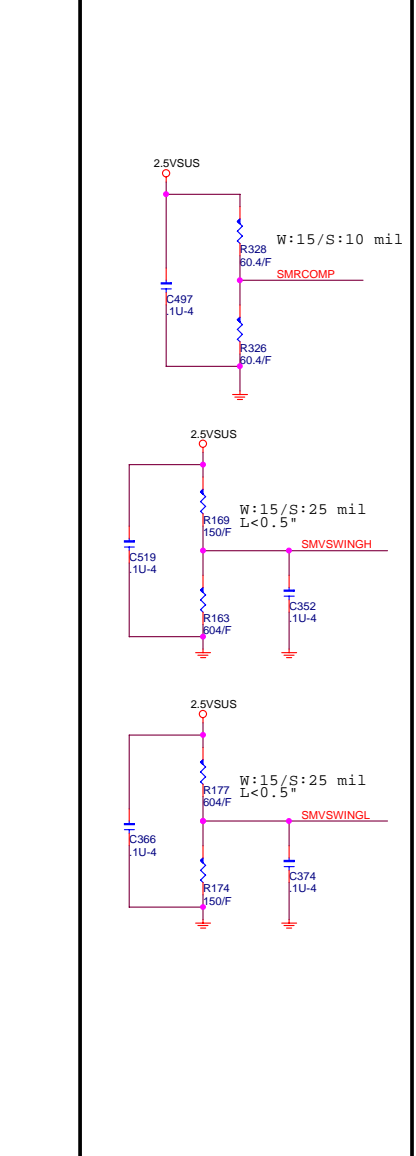 2.5VSUS
R328
60.4/F
W:15/S:10 mil
SMRCOMP
C497
.1U-4
R326
60.4/F
2.5VSUS
R169
150/F
W:15/S:25 mil
L<0.5"
SMVSWINGH
C519
.1U-4
R163
604/F
C352
.1U-4
2.5VSUS
R177
604/F
W:15/S:25 mil
L<0.5"
SMVSWINGL
C366
.1U-4
R174
150/F
C374
.1U-4